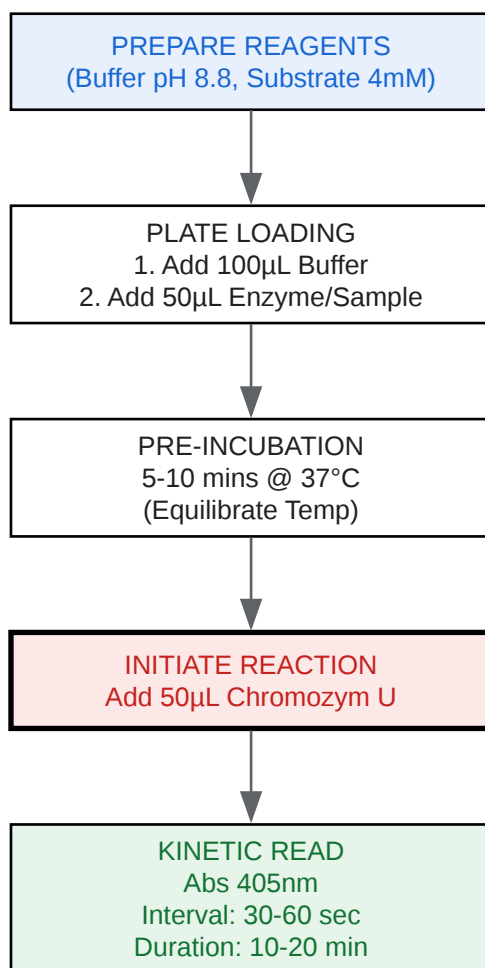 PREPARE REAGENTS
(Buffer pH 8.8, Substrate 4mM)
PLATE LOADING
1. Add 100µL Buffer
2. Add 50µL Enzyme/Sample
PRE-INCUBATION
5-10 mins @ 37°C
(Equilibrate Temp)
INITIATE REACTION
Add 50µL Chromozym U
KINETIC READ
Abs 405nm
Interval: 30-60 sec
Duration: 10-20 min